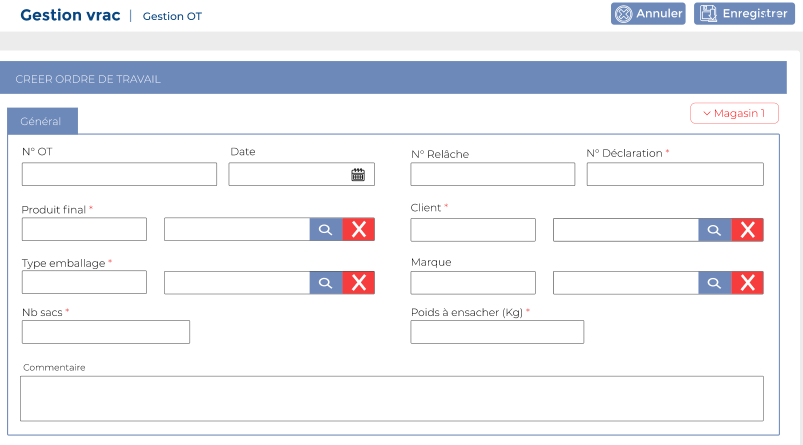 Gestion vrac | Gestion OT
Annuler
Enregistrer
CREER ORDRE DE TRAVAIL
Général
Magasin 1
N° OT
Date
N° Relâche
N° Déclaration *
Produit final *
Client *
Type emballage *
Marque
Nb sacs *
Poids à ensacher (Kg) *
Commentaire